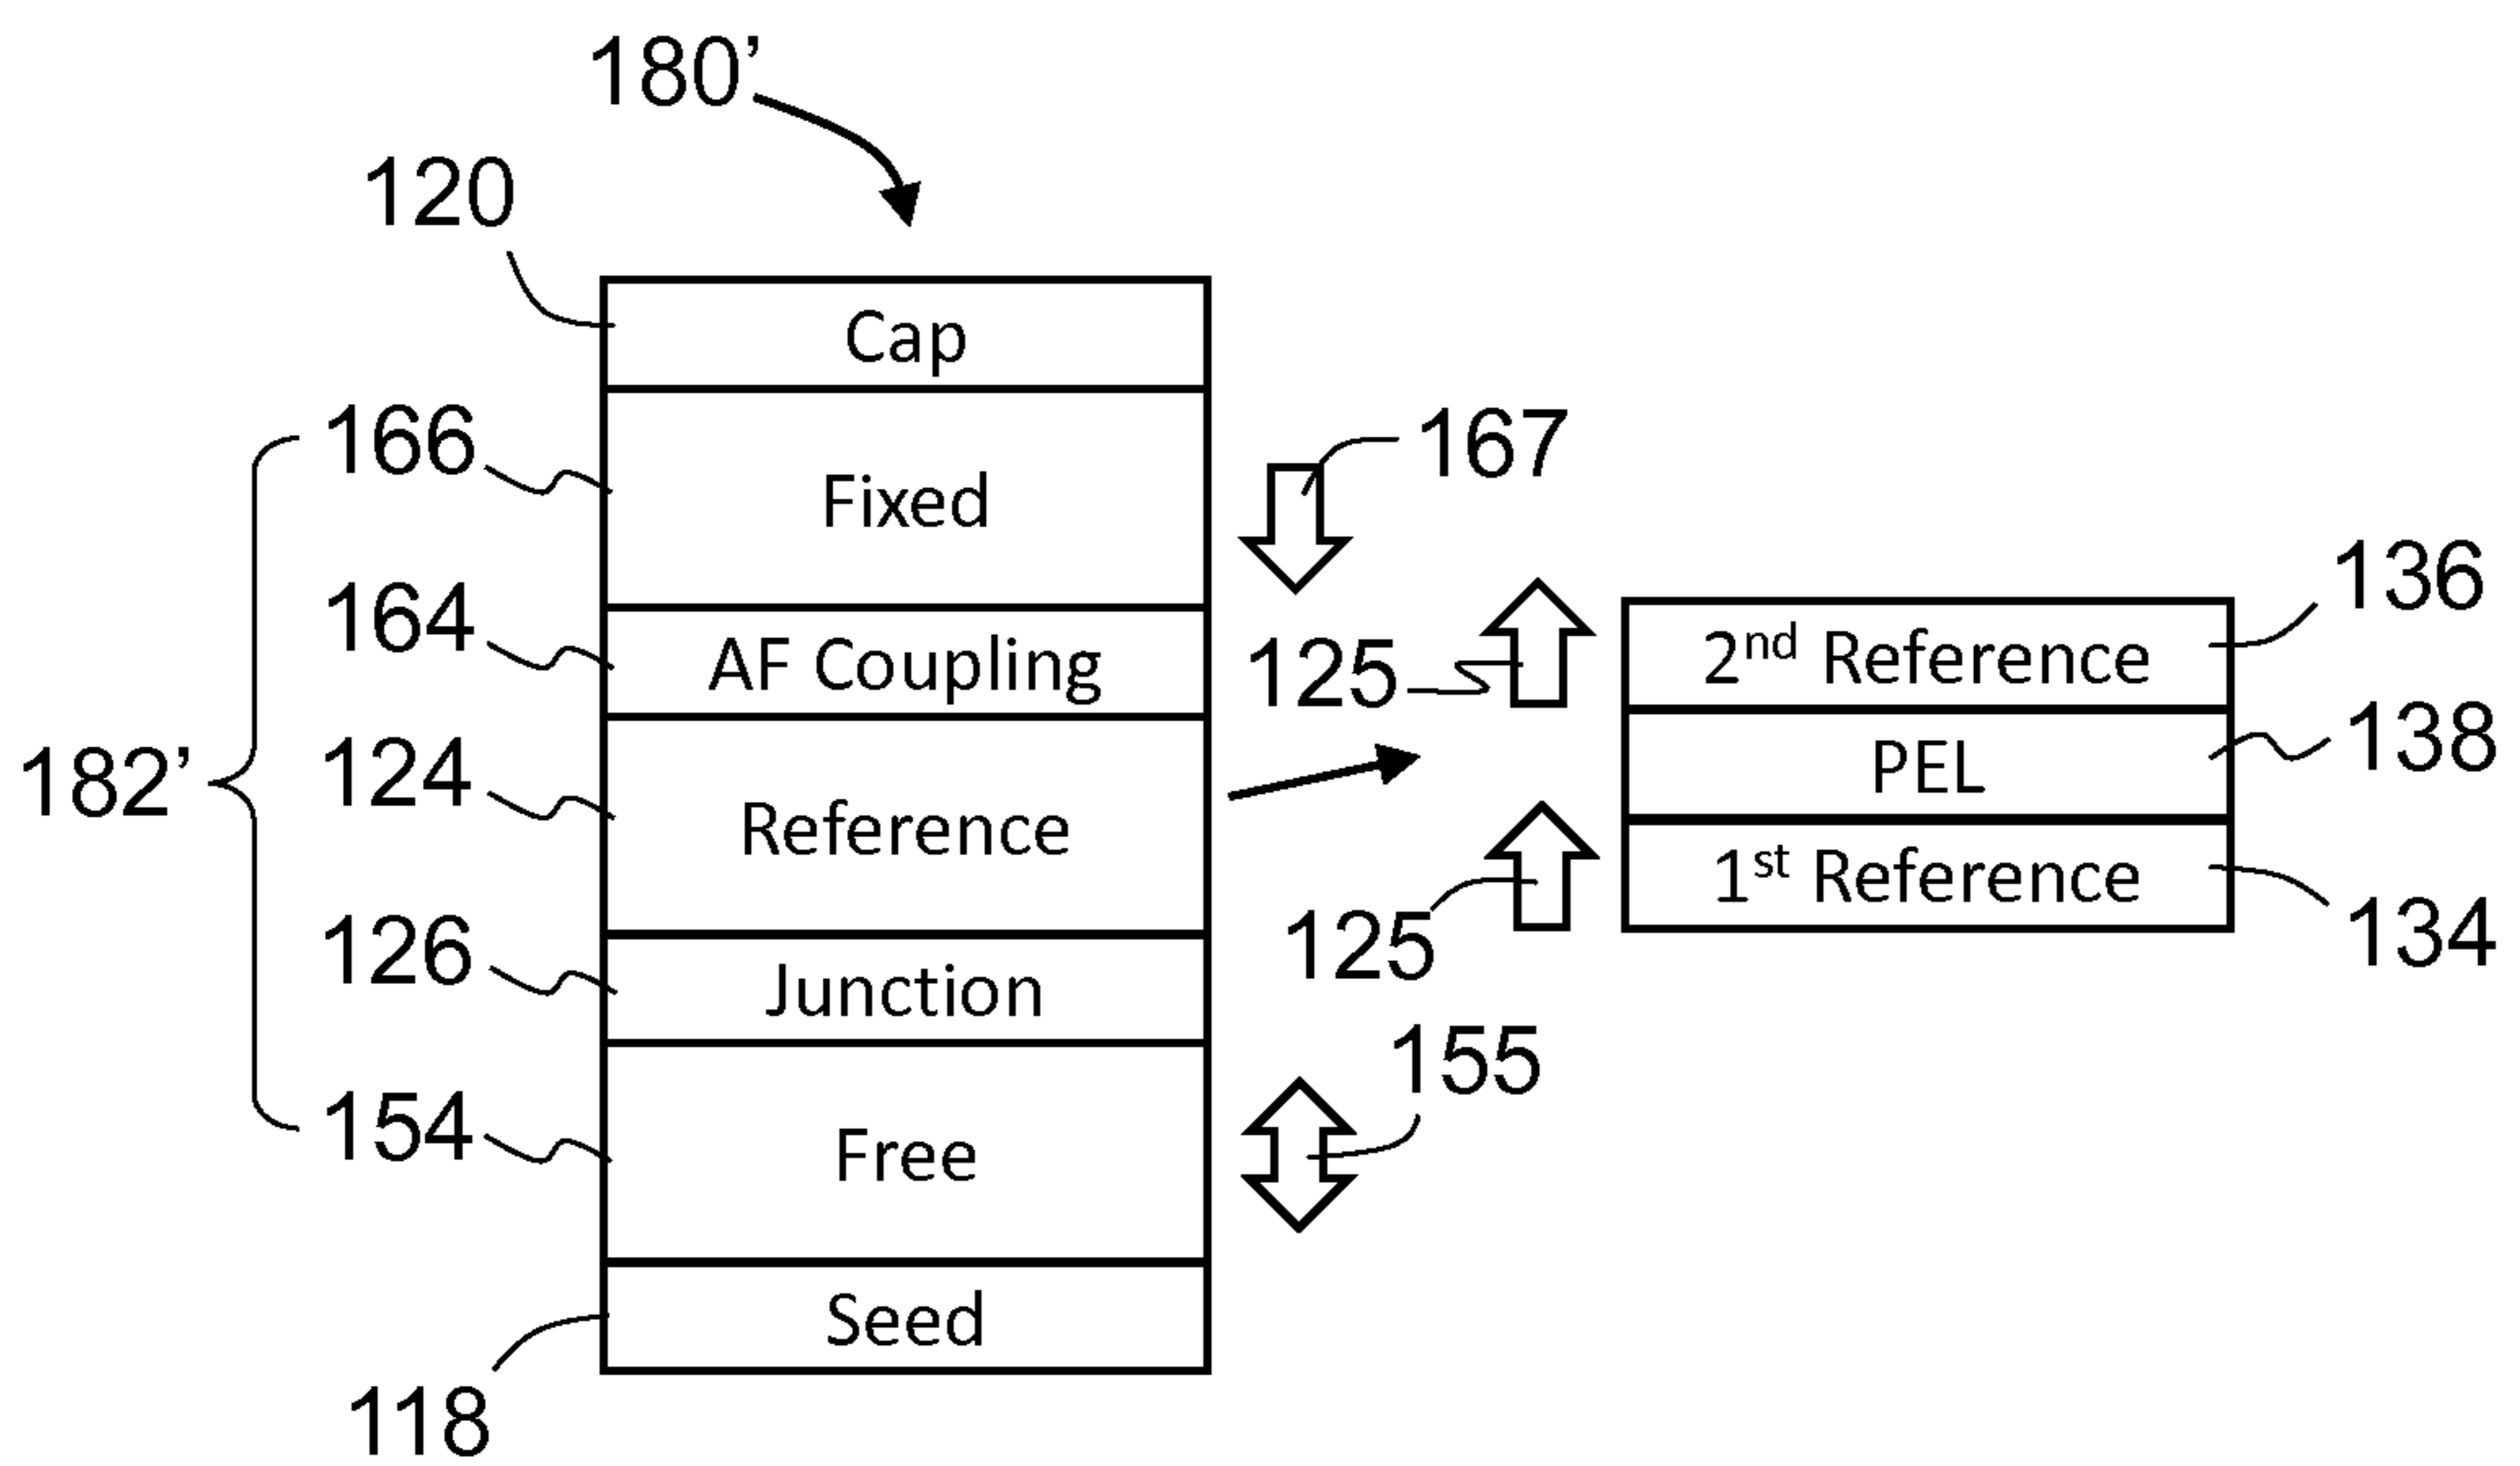 180’
120
Cap
166
Fixed
167
164
AF Coupling
125
2nd Reference
136
182’
124
Reference
PEL
138
125
1st Reference
134
126
Junction
154
Free
155
Seed
118